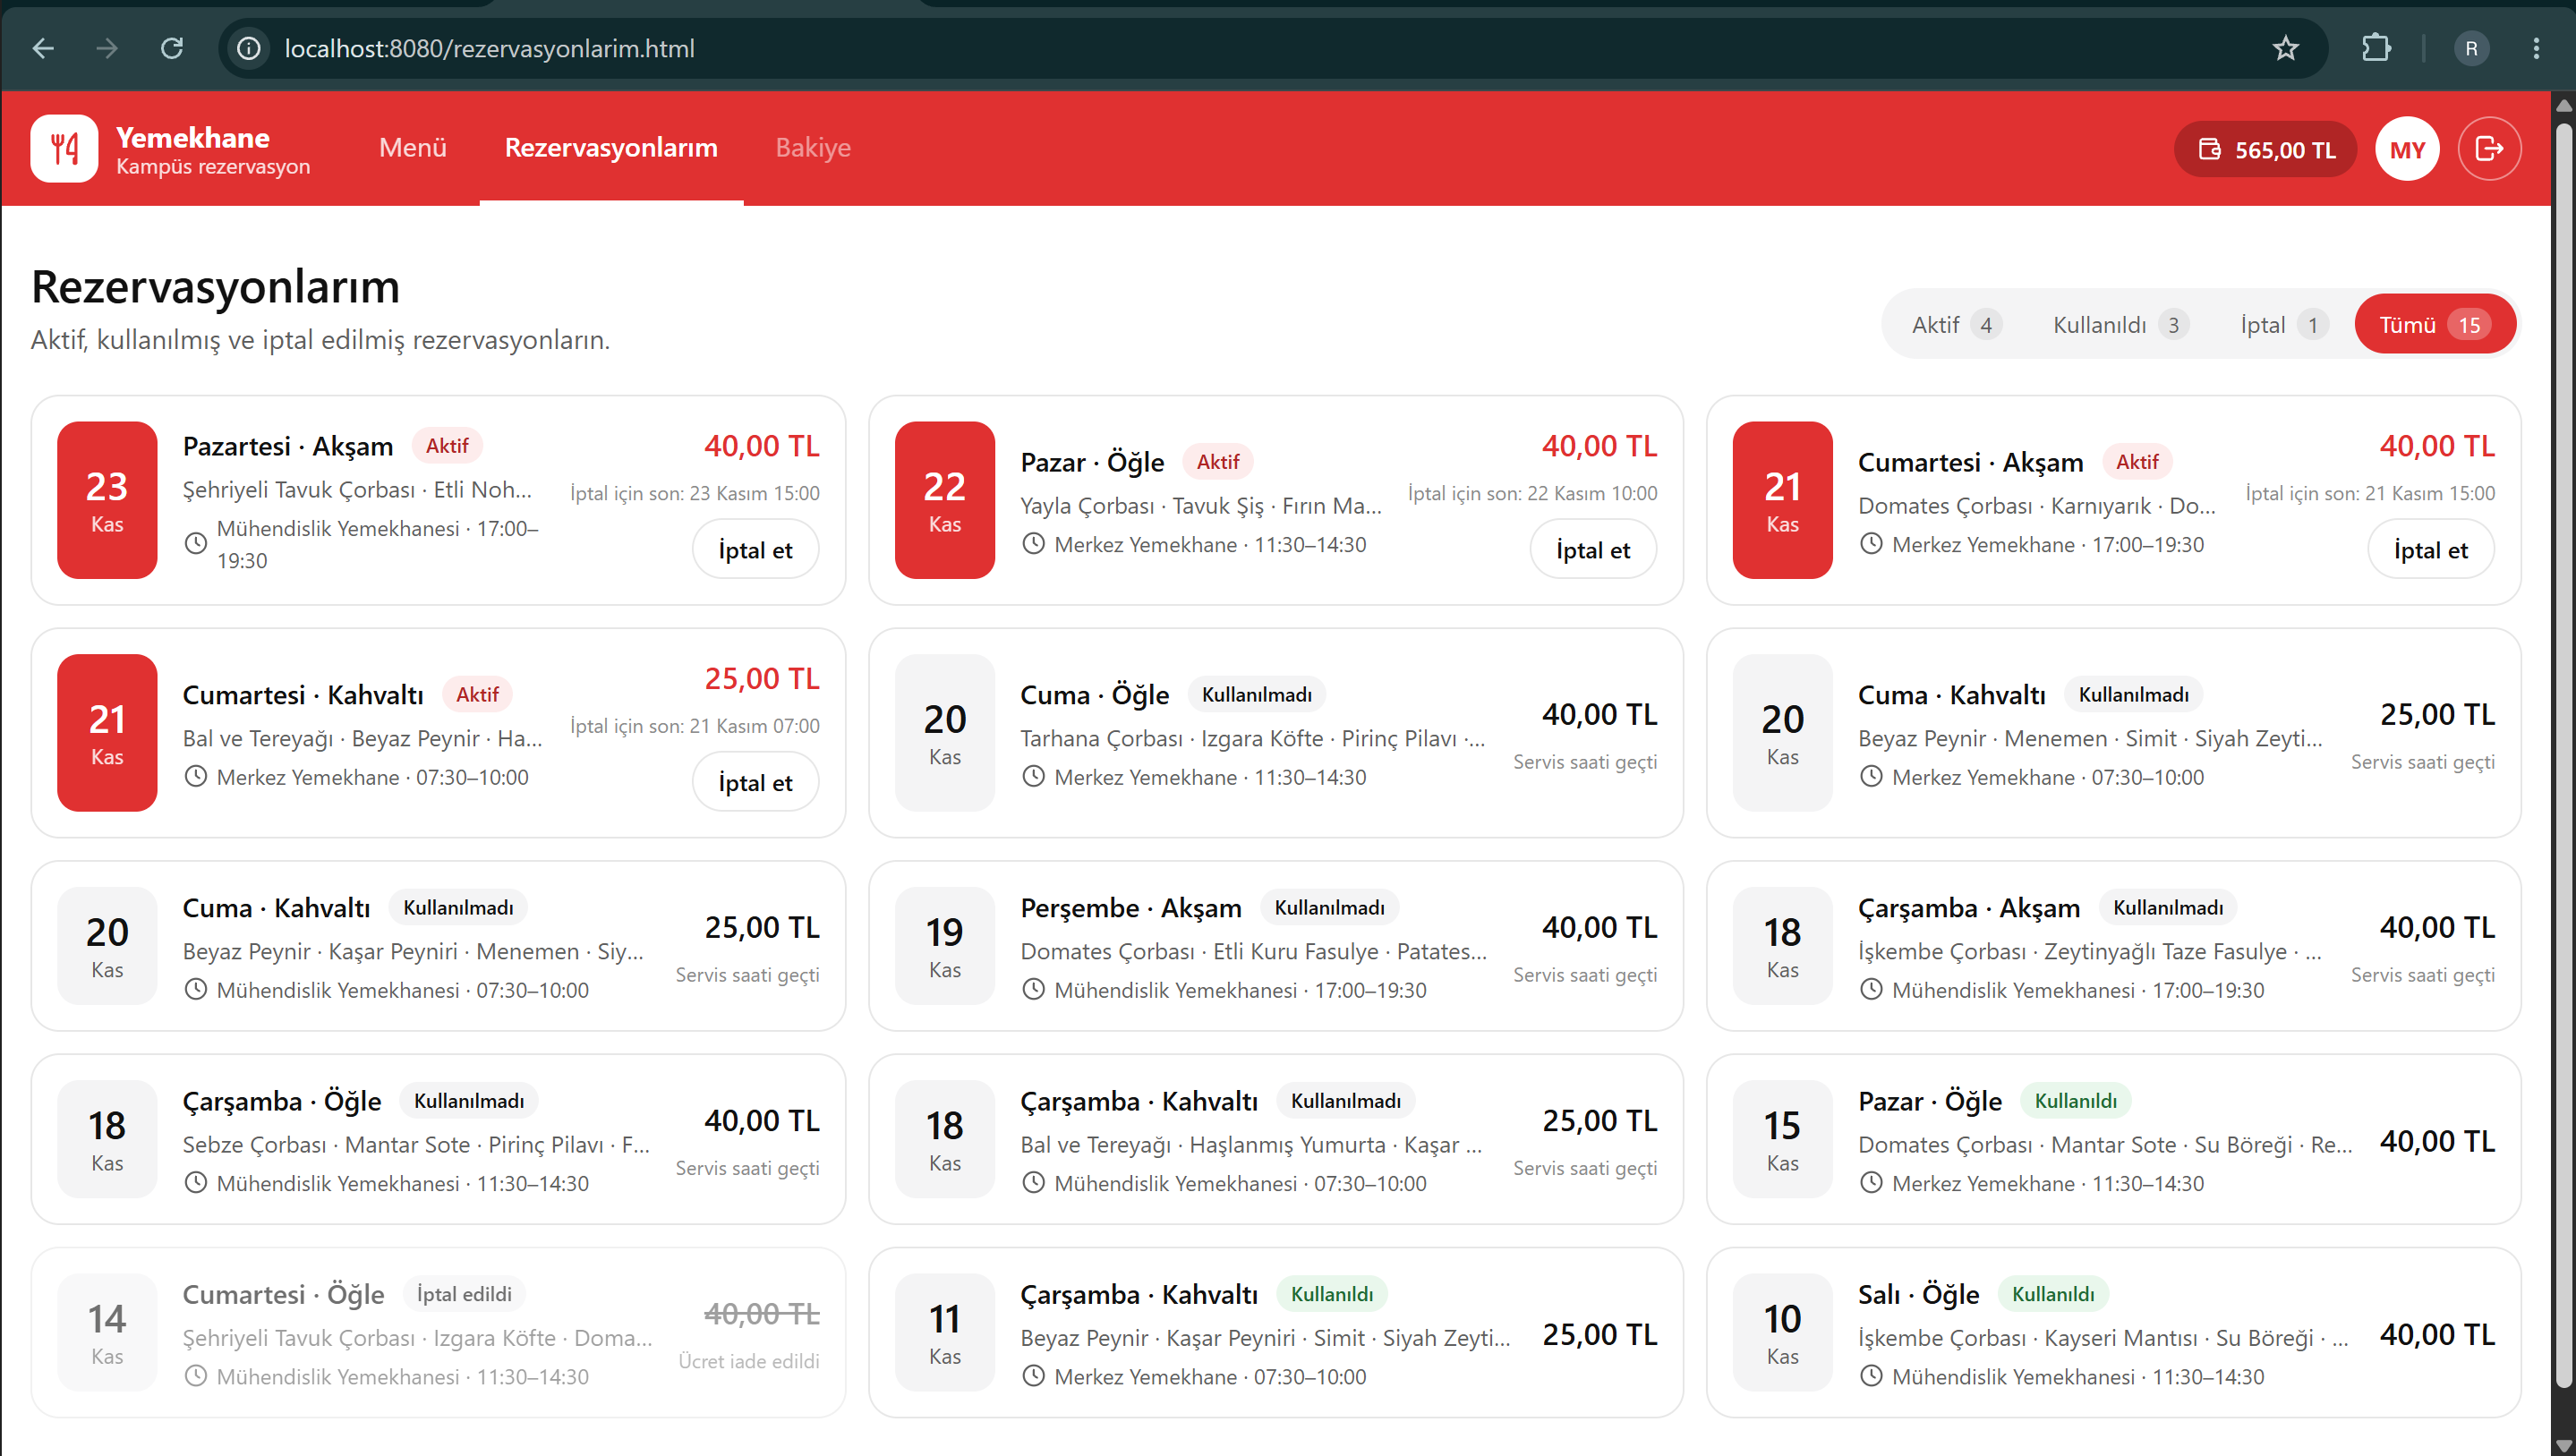 localhost:8080/rezervasyonlarim.html
R
Yemekhane
Kampüs rezervasyon
Menü
Rezervasyonlarım
Bakiye
565,00 TL
MY
Rezervasyonlarım
Aktif, kullanılmış ve iptal edilmiş rezervasyonların.
Aktif 4
Kullanıldı 3
İptal 1
Tümü 15
23
Kas
Pazartesi · Akşam
Aktif
Şehriyeli Tavuk Çorbası · Etli Noh...
Mühendislik Yemekhanesi · 17:00–
19:30
40,00 TL
İptal için son: 23 Kasım 15:00
İptal et
22
Kas
Pazar · Öğle
Aktif
Yayla Çorbası · Tavuk Şiş · Fırın Ma...
Merkez Yemekhane · 11:30–14:30
40,00 TL
İptal için son: 22 Kasım 10:00
İptal et
21
Kas
Cumartesi · Akşam
Aktif
Domates Çorbası · Karnıyarık · Do...
Merkez Yemekhane · 17:00–19:30
40,00 TL
İptal için son: 21 Kasım 15:00
İptal et
21
Kas
Cumartesi · Kahvaltı
Aktif
Bal ve Tereyağı · Beyaz Peynir · Ha...
Merkez Yemekhane · 07:30–10:00
25,00 TL
İptal için son: 21 Kasım 07:00
İptal et
20
Kas
Cuma · Öğle
Kullanılmadı
Tarhana Çorbası · Izgara Köfte · Pirinç Pilavı ·...
Merkez Yemekhane · 11:30–14:30
40,00 TL
Servis saati geçti
20
Kas
Cuma · Kahvaltı
Kullanılmadı
Beyaz Peynir · Menemen · Simit · Siyah Zeyti...
Merkez Yemekhane · 07:30–10:00
25,00 TL
Servis saati geçti
20
Kas
Cuma · Kahvaltı
Kullanılmadı
Beyaz Peynir · Kaşar Peyniri · Menemen · Siy...
Mühendislik Yemekhanesi · 07:30–10:00
25,00 TL
Servis saati geçti
19
Kas
Perşembe · Akşam
Kullanılmadı
Domates Çorbası · Etli Kuru Fasulye · Patates...
Mühendislik Yemekhanesi · 17:00–19:30
40,00 TL
Servis saati geçti
18
Kas
Çarşamba · Akşam
Kullanılmadı
İşkembe Çorbası · Zeytinyağlı Taze Fasulye · ...
Mühendislik Yemekhanesi · 17:00–19:30
40,00 TL
Servis saati geçti
18
Kas
Çarşamba · Öğle
Kullanılmadı
Sebze Çorbası · Mantar Sote · Pirinç Pilavı · F...
Mühendislik Yemekhanesi · 11:30–14:30
40,00 TL
Servis saati geçti
18
Kas
Çarşamba · Kahvaltı
Kullanılmadı
Bal ve Tereyağı · Haşlanmış Yumurta · Kaşar ...
Mühendislik Yemekhanesi · 07:30–10:00
25,00 TL
Servis saati geçti
15
Kas
Pazar · Öğle
Kullanıldı
Domates Çorbası · Mantar Sote · Su Böreği · Re...
Merkez Yemekhane · 11:30–14:30
40,00 TL
14
Kas
Cumartesi · Öğle
İptal edildi
Şehriyeli Tavuk Çorbası · Izgara Köfte · Doma...
Mühendislik Yemekhanesi · 11:30–14:30
40,00 TL
Ücret iade edildi
11
Kas
Çarşamba · Kahvaltı
Kullanıldı
Beyaz Peynir · Kaşar Peyniri · Simit · Siyah Zeyti...
Merkez Yemekhane · 07:30–10:00
25,00 TL
10
Kas
Salı · Öğle
Kullanıldı
İşkembe Çorbası · Kayseri Mantısı · Su Böreği · ...
Mühendislik Yemekhanesi · 11:30–14:30
40,00 TL